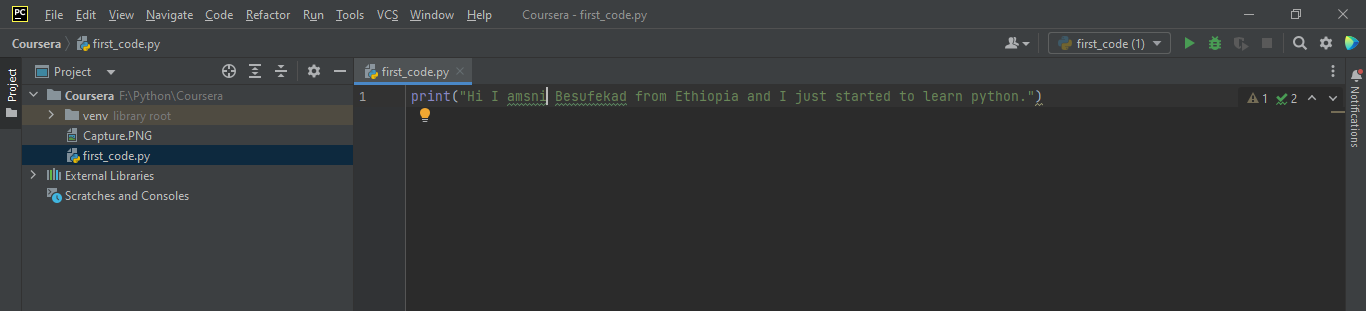 PC File Edit View Navigate Code Refactor Run Tools VCS Window Help Coursera - first_code.py
Coursera first_code.py first_code (1)
Project Project first_code.py
Coursera F:\Python\Coursera
1 print("Hi I amsni Besufekad from Ethiopia and I just started to learn python.") 1 2
venv library root
Capture.PNG
first_code.py
External Libraries
Scratches and Consoles
Notifications